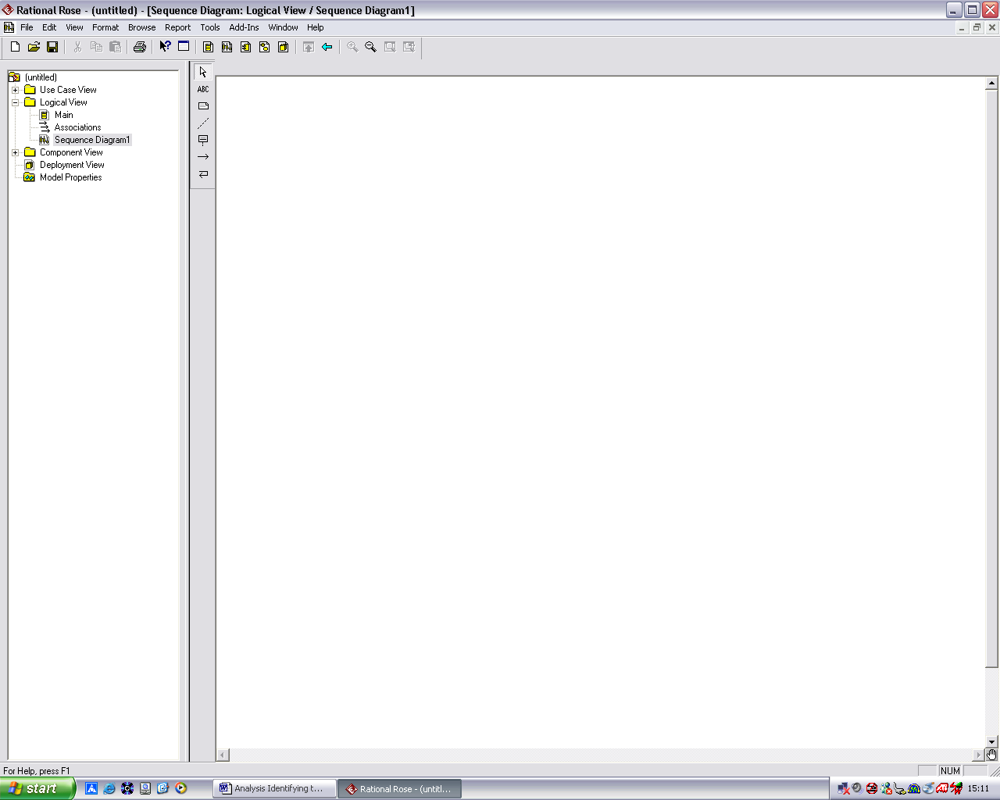 Rational Rose - (untitled) - [Sequence Diagram: Logical View / Sequence Diagram1]
File Edit View Format Browse Report Tools Add-Ins Window Help
(untitled)
Use Case View
Logical View
Main
Associations
Sequence Diagram1
Component View
Deployment View
Model Properties
ABC
For Help, press F1
NUM
start
Analysis Identifying t...
Rational Rose - (untitl...
15:11